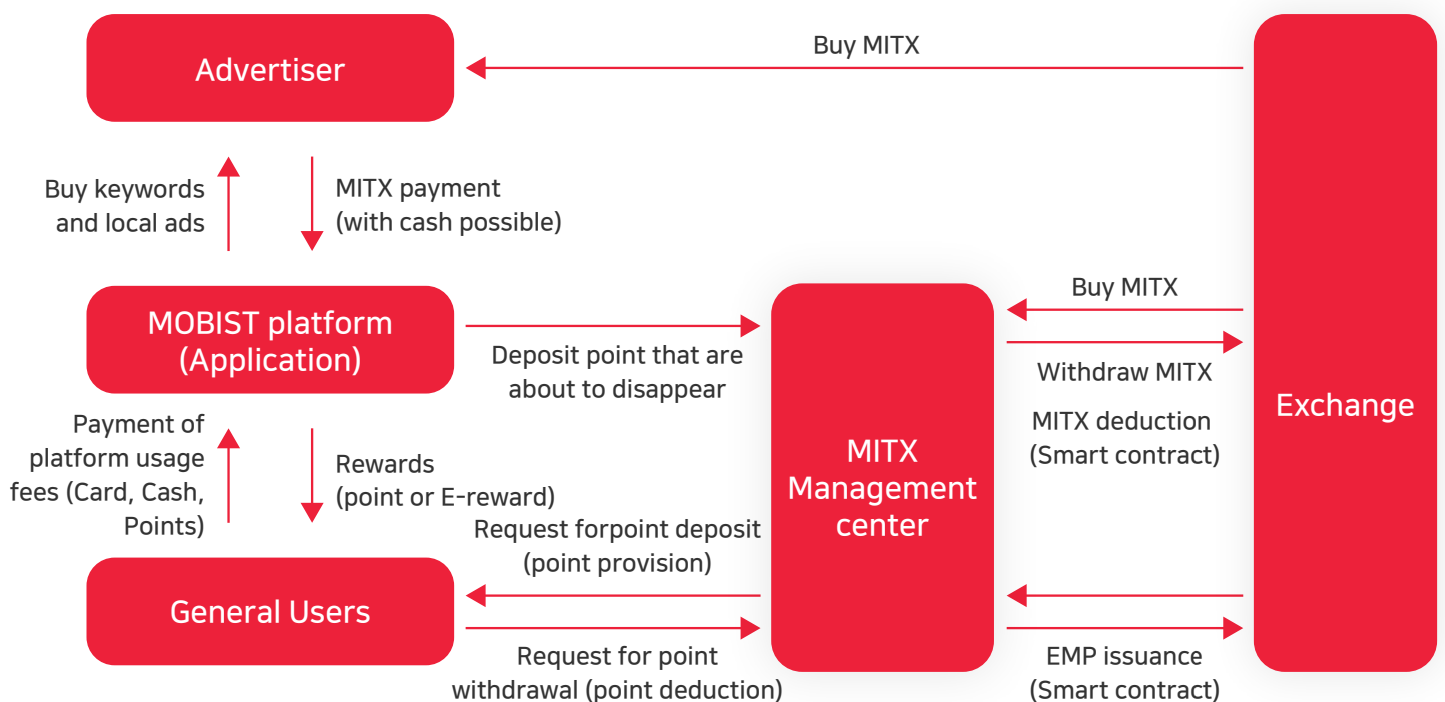 Buy MITX
Advertiser
Buy keywords
and local ads
MITX payment
(with cash possible)
MOBIST platform
(Application)
Deposit point that are
about to disappear
Buy MITX
Withdraw MITX
MITX deduction
(Smart contract)
Exchange
MITX
Management
center
Payment of
platform usage
fees (Card, Cash,
Points)
Rewards
(point or E-reward)
Request forpoint deposit
(point provision)
General Users
Request for point
withdrawal (point deduction)
EMP issuance
(Smart contract)